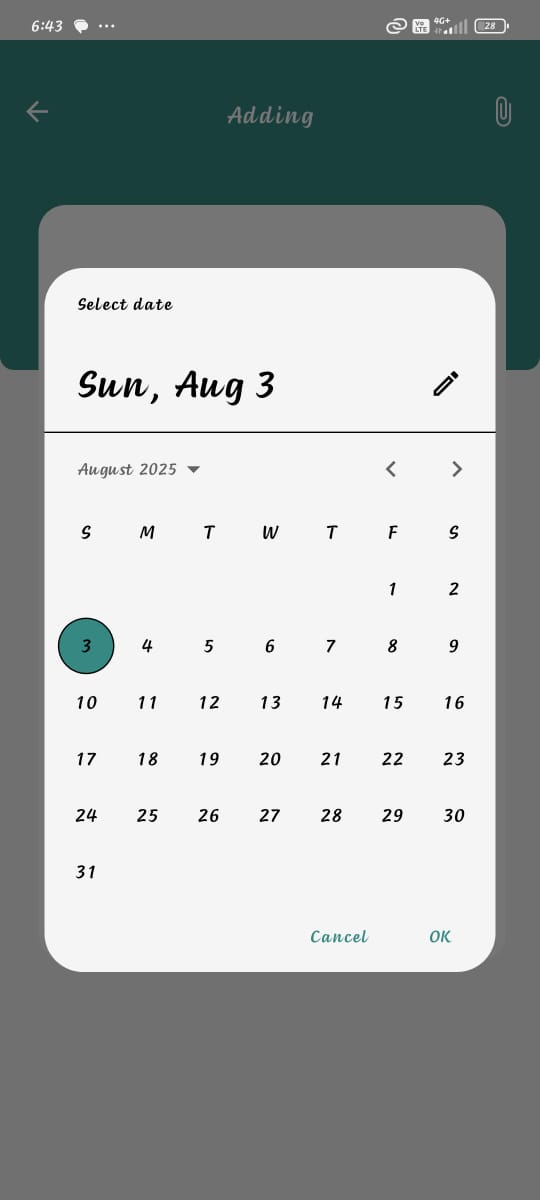 6:43
Vo LTE 4G+ 28
Adding
Select date
Sun, Aug 3
August 2025
S M T W T F S
1 2
3 4 5 6 7 8 9
10 11 12 13 14 15 16
17 18 19 20 21 22 23
24 25 26 27 28 29 30
31
Cancel OK